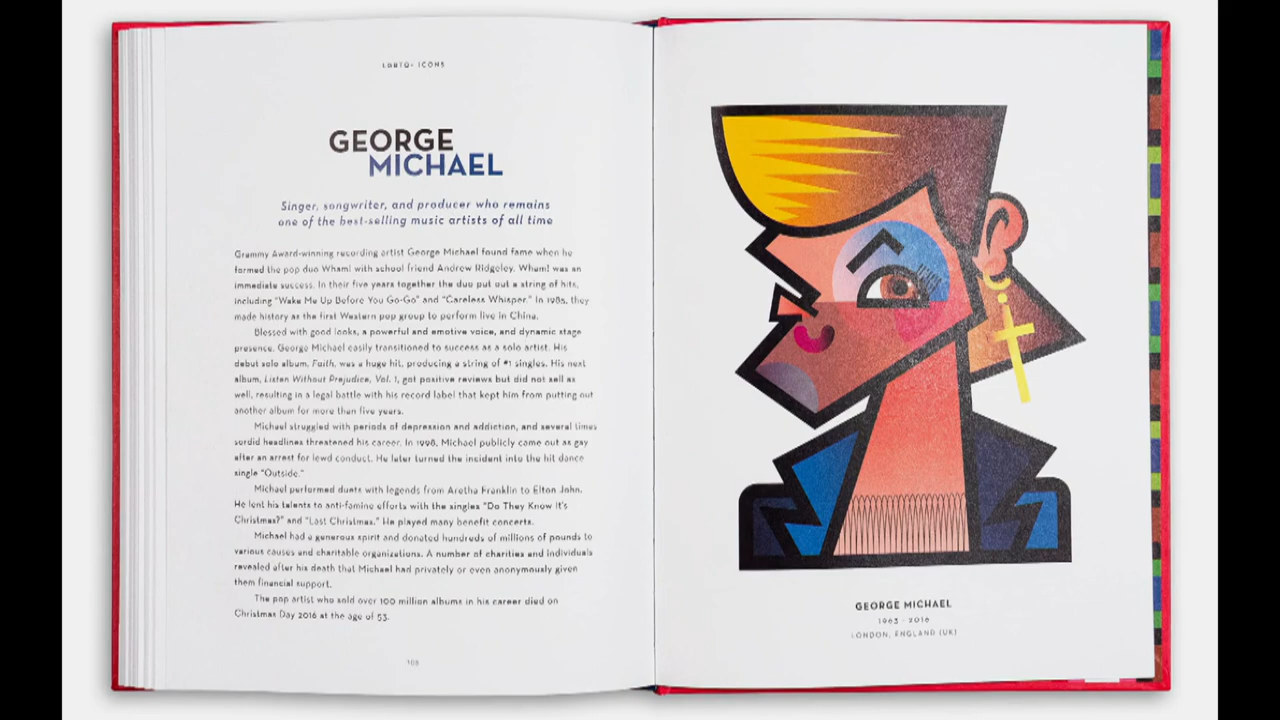 LGBTQ+ ICONS
GEORGE
MICHAEL
Singer, songwriter, and producer who remains
one of the best-selling music artists of all time
Grammy Award-winning recording artist George Michael found fame when he
formed the pop duo Wham! with school friend Andrew Ridgeley. Wham! was an
immediate success. In their five years together the duo put out a string of hits,
including "Wake Me Up Before You Go-Go" and "Careless Whisper." In 1985, they
made history as the first Western pop group to perform live in China.
Blessed with good looks, a powerful and emotive voice, and dynamic stage
presence, George Michael easily transitioned to success as a solo artist. His
debut solo album, Faith, was a huge hit, producing a string of #1 singles. His next
album, Listen Without Prejudice, Vol. 1, got positive reviews but did not sell as
well, resulting in a legal battle with his record label that kept him from putting out
another album for more than five years.
Michael struggled with periods of depression and addiction, and several times
sordid headlines threatened his career. In 1998, Michael publicly came out as gay
after an arrest for lewd conduct. He later turned the incident into the hit dance
single "Outside."
Michael performed duets with legends from Aretha Franklin to Elton John.
He lent his talents to anti-famine efforts with the singles "Do They Know It's
Christmas?" and "Last Christmas." He played many benefit concerts.
Michael had a generous spirit and donated hundreds of millions of pounds to
various causes and charitable organizations. A number of charities and individuals
revealed after his death that Michael had privately or even anonymously given
them financial support.
The pop artist who sold over 100 million albums in his career died on
Christmas Day 2016 at the age of 53.
GEORGE MICHAEL
1963 - 2016
LONDON, ENGLAND (UK)